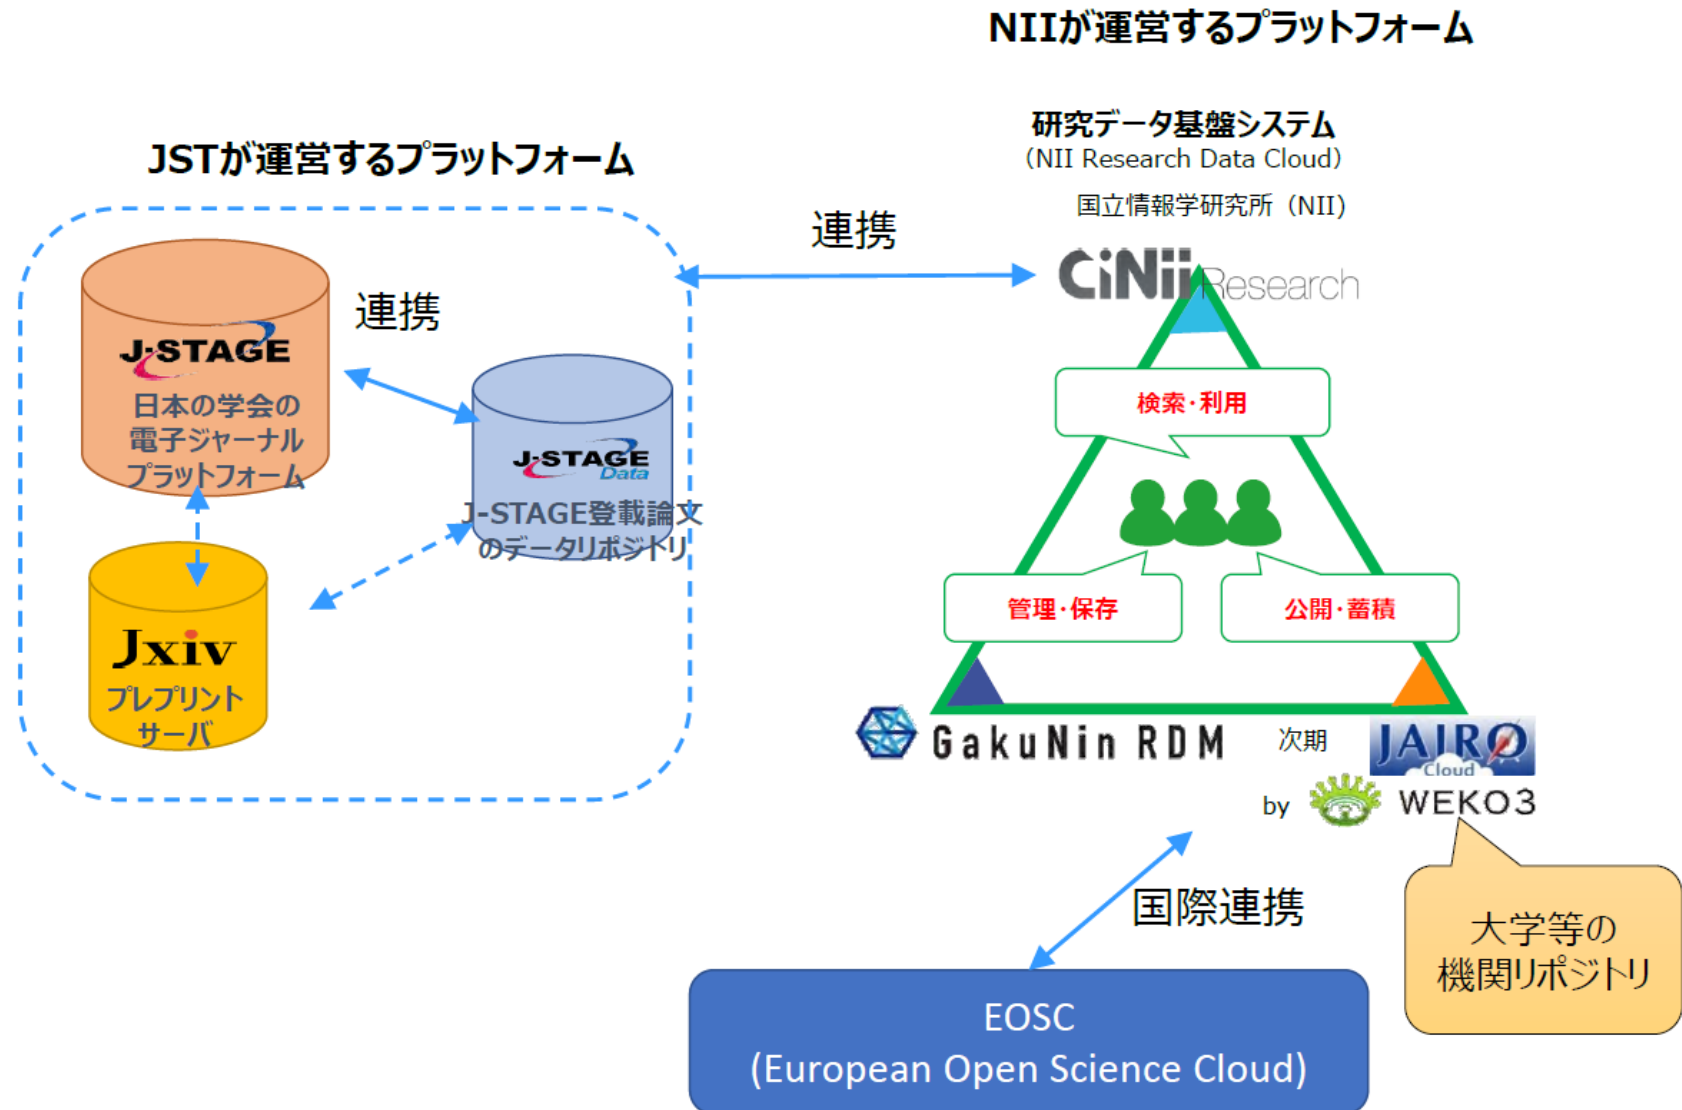 NIIが運営するプラットフォーム
JSTが運営するプラットフォーム
連携
J-STAGE
日本の学会の
電子ジャーナル
プラットフォーム
J-STAGE
Data
J-STAGE登載論文
のデータリポジトリ
Jxiv
プレプリント
サーバ
連携
研究データ基盤システム
（NII Research Data Cloud）
国立情報学研究所（NII）
CiNii Research
検索・利用
管理・保存
公開・蓄積
GakuNin RDM
次期
JAIRO
Cloud
by
WEKO3
大学等の
機関リポジトリ
国際連携
EOSC
(European Open Science Cloud)